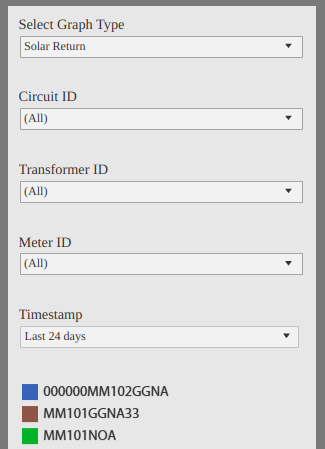 Select Graph Type
Solar Return
Circuit ID
(All)
Transformer ID
(All)
Meter ID
(All)
Timestamp
Last 24 days
000000MM102GGNA
MM101GGNA33
MM101NOA